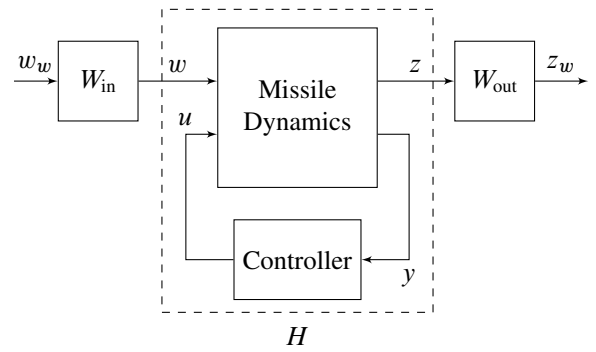 w_w
W_in
w
u
Missile
Dynamics
z
W_out
z_w
Controller
y
H